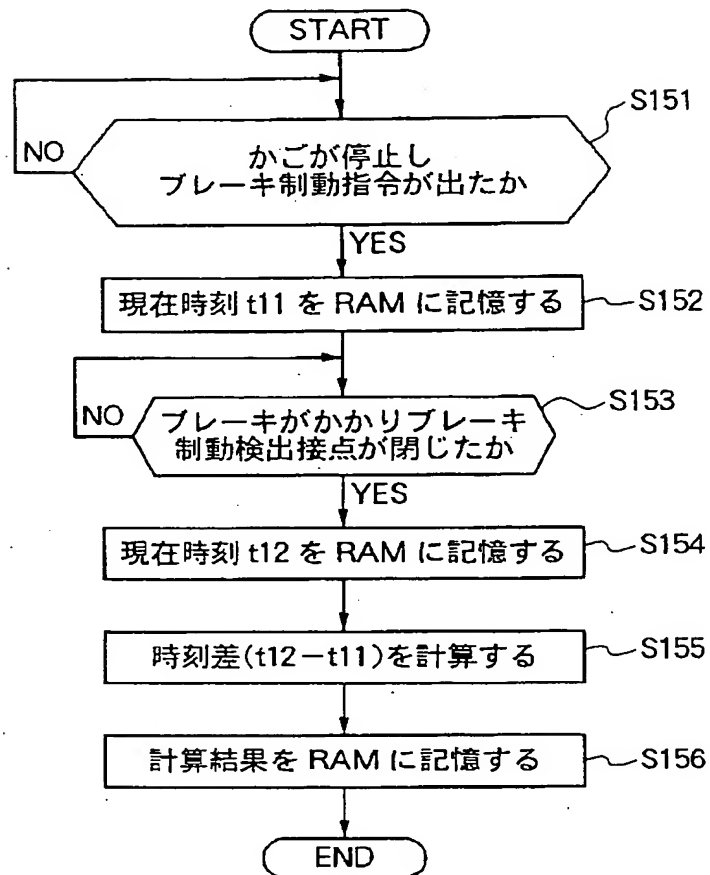 START
S151
NO
かごが停止し
ブレーキ制動指令が出たか
YES
現在時刻 t11 を RAM に記憶する
S152
NO
ブレーキがかかりブレーキ
制動検出接点が閉じたか
S153
YES
現在時刻 t12 を RAM に記憶する
S154
時刻差(t12－t11)を計算する
S155
計算結果を RAM に記憶する
S156
END